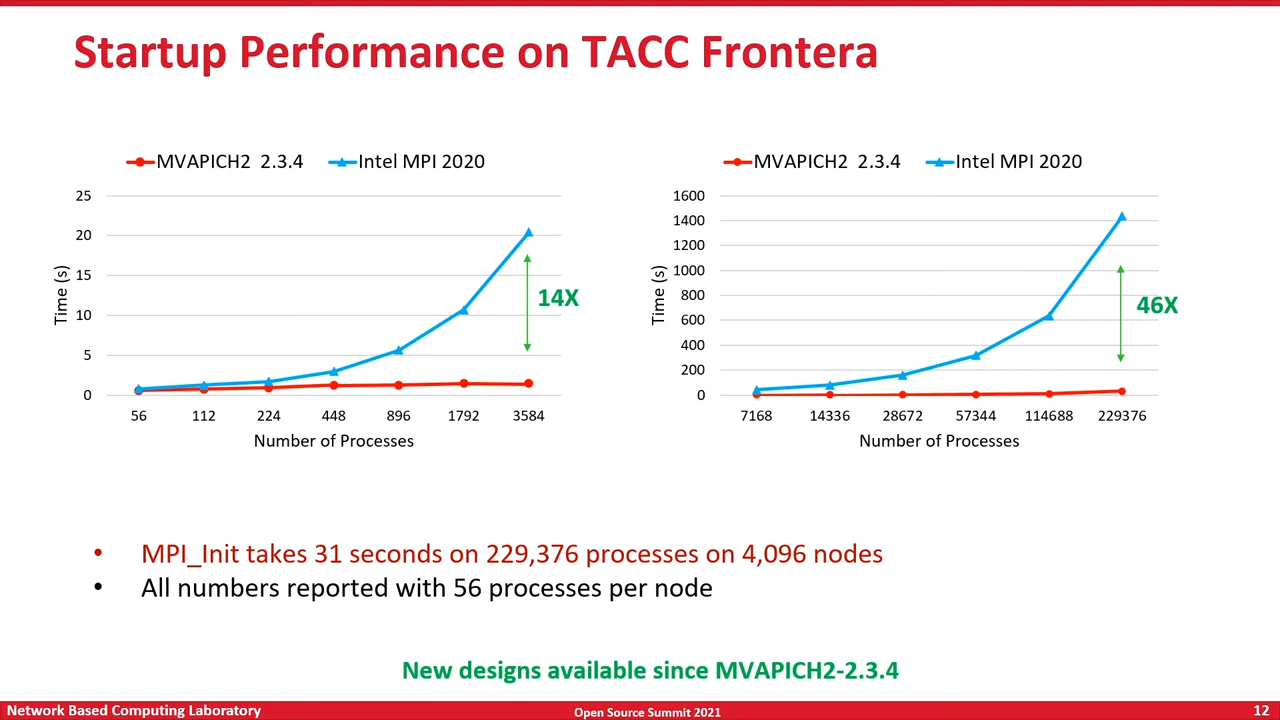 Startup Performance on TACC Frontera
MVAPICH2 2.3.4 Intel MPI 2020
25
20
15
10
5
0
Time (s)
14X
56 112 224 448 896 1792 3584
Number of Processes
MVAPICH2 2.3.4 Intel MPI 2020
1600
1400
1200
1000
800
600
400
200
0
Time (s)
46X
7168 14336 28672 57344 114688 229376
Number of Processes
• MPI_Init takes 31 seconds on 229,376 processes on 4,096 nodes
• All numbers reported with 56 processes per node
New designs available since MVAPICH2-2.3.4
Network Based Computing Laboratory Open Source Summit 2021 12